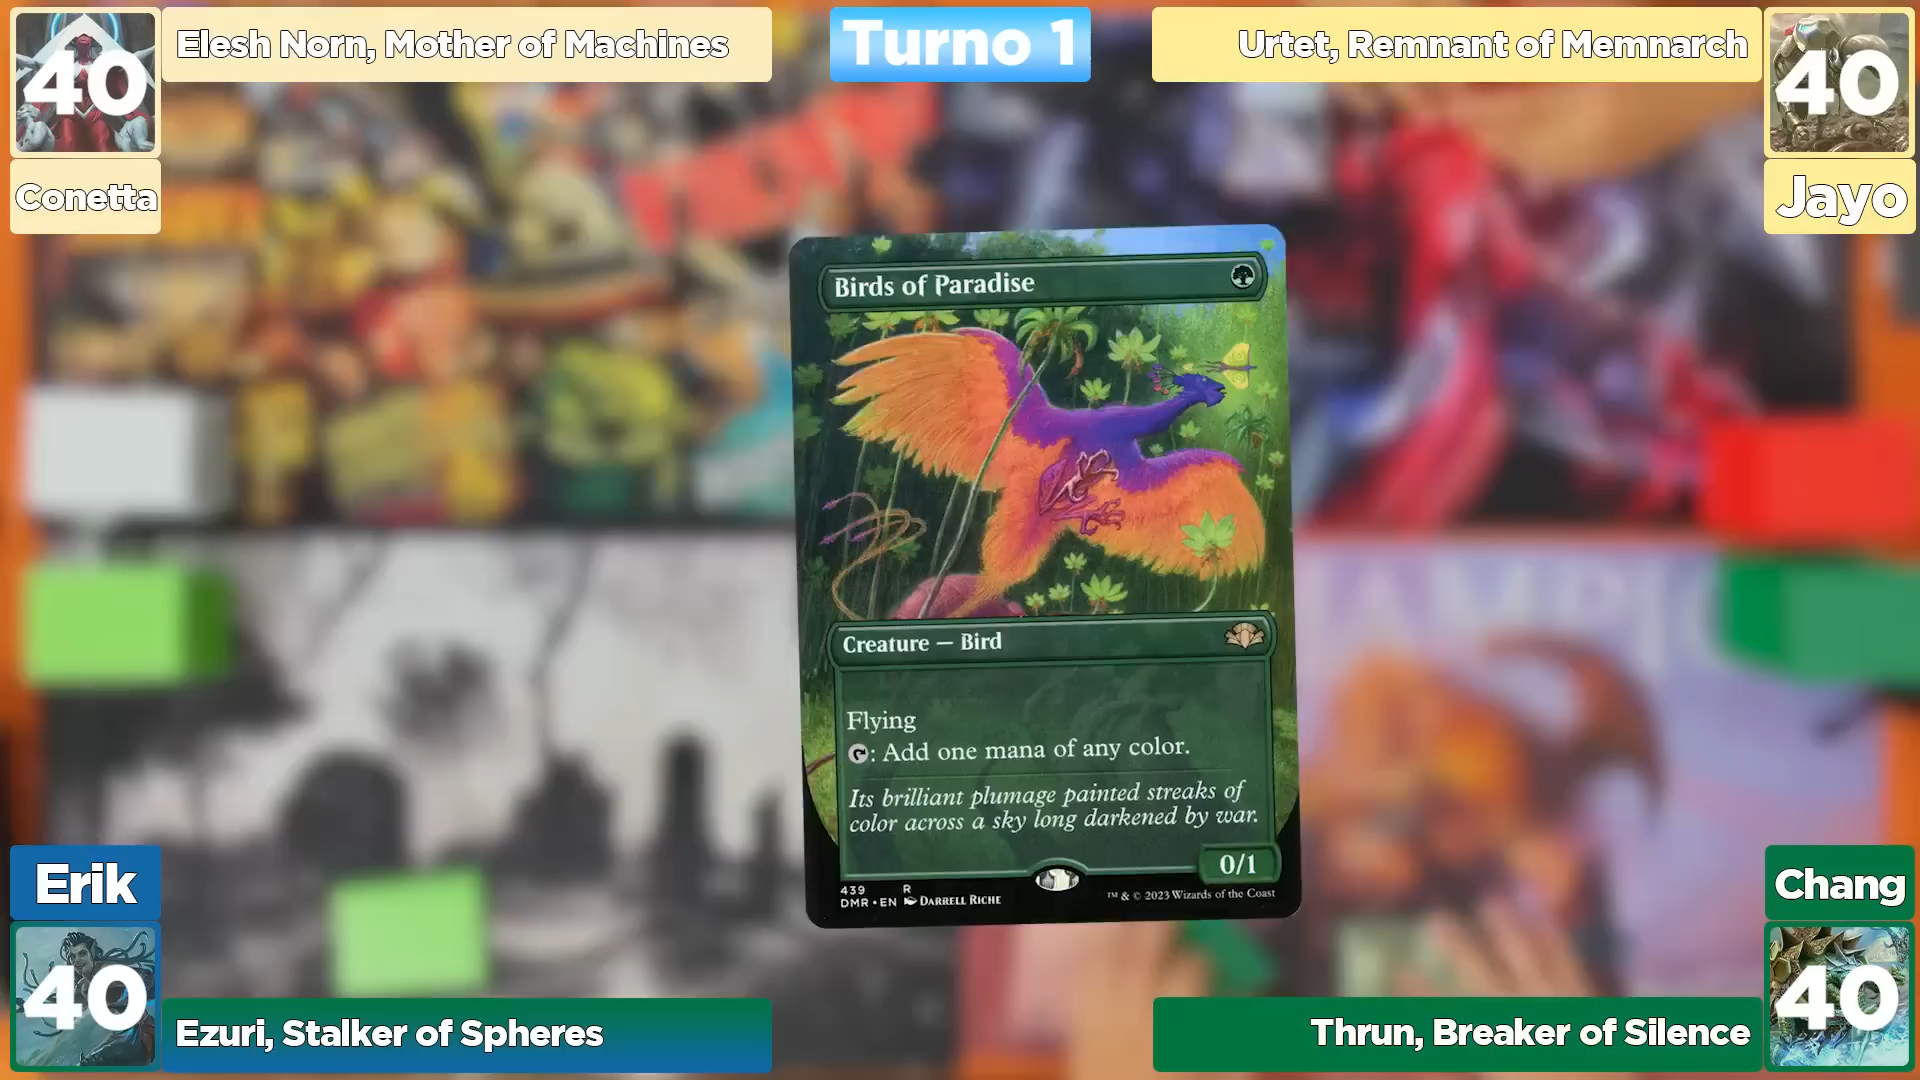 40
Elesh Norn, Mother of Machines
Turno 1
Urtet, Remnant of Memnarch
40
Conetta
Jayo
Birds of Paradise
Creature — Bird
Flying
: Add one mana of any color.
Its brilliant plumage painted streaks of
color across a sky long darkened by war.
0/1
439 R
DMR • EN DARRELL RICHE
™ & © 2023 Wizards of the Coast
Erik
40
Ezuri, Stalker of Spheres
Chang
40
Thrun, Breaker of Silence